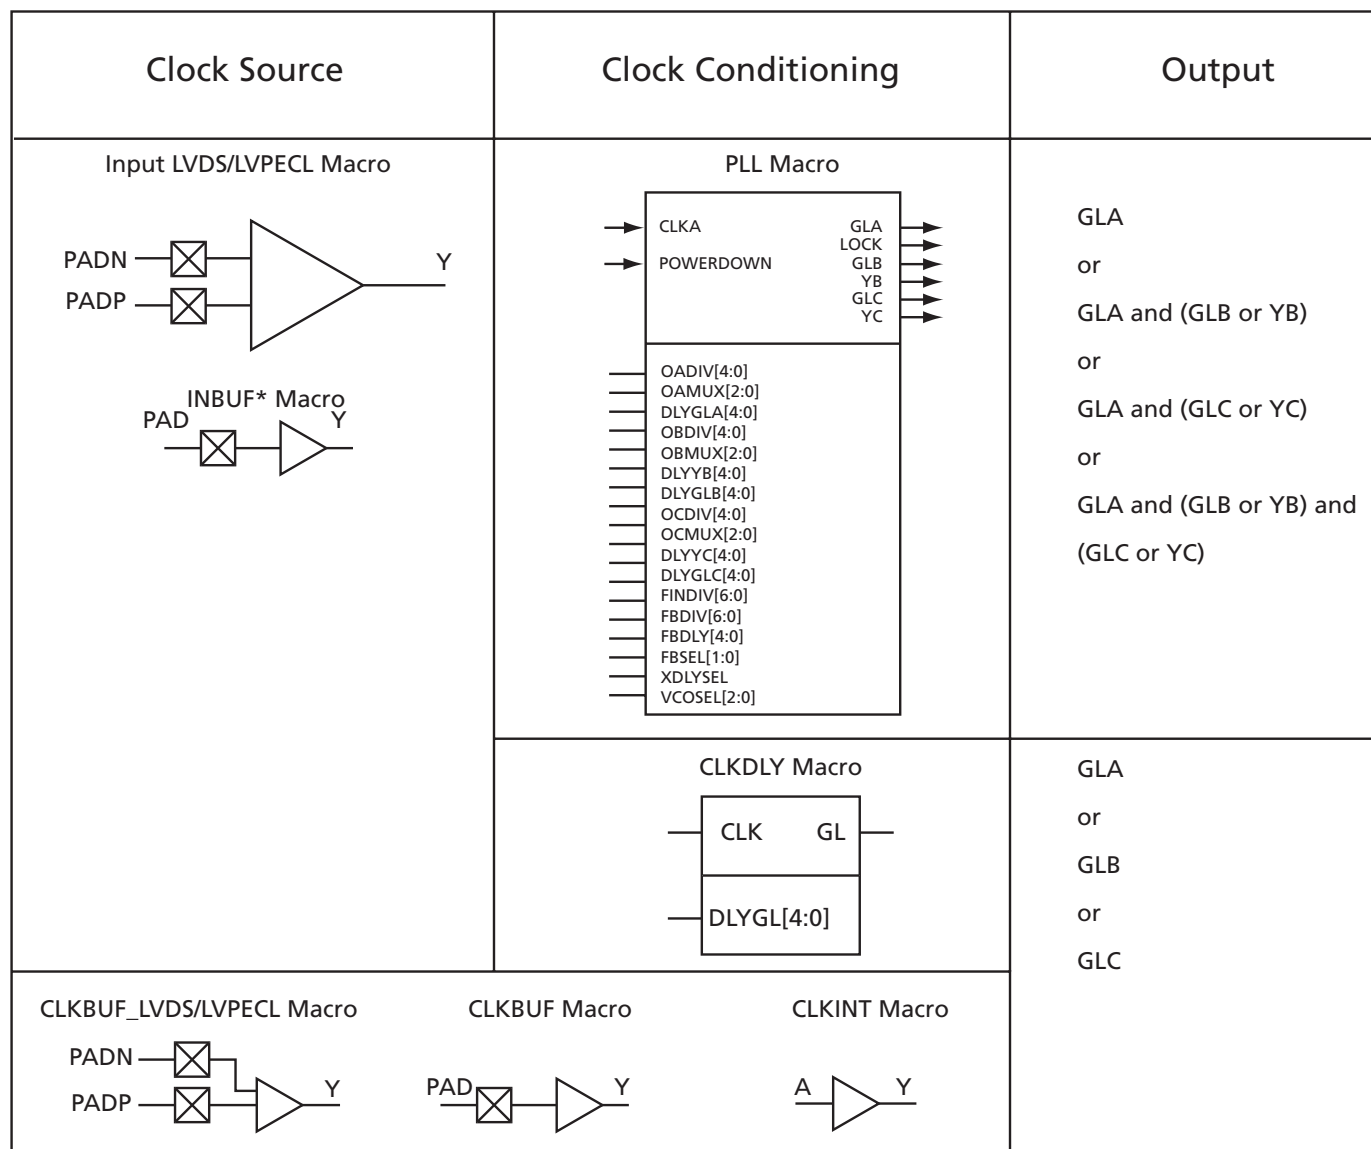 Clock Source
Clock Conditioning
Output
Input LVDS/LVPECL Macro
PADN
PADP
Y
INBUF* Macro
PAD
Y
PLL Macro
CLKA
POWERDOWN
GLA
LOCK
GLB
YB
GLC
YC
OADIV[4:0]
OAMUX[2:0]
DLYGLA[4:0]
OBDIV[4:0]
OBMUX[2:0]
DLYYB[4:0]
DLYGLB[4:0]
OCDIV[4:0]
OCMUX[2:0]
DLYYC[4:0]
DLYGLC[4:0]
FINDIV[6:0]
FBDIV[6:0]
FBDLY[4:0]
FBSEL[1:0]
XDLYSEL
VCOSEL[2:0]
GLA
or
GLA and (GLB or YB)
or
GLA and (GLC or YC)
or
GLA and (GLB or YB) and
(GLC or YC)
CLKDLY Macro
CLK GL
DLYGL[4:0]
GLA
or
GLB
or
GLC
CLKBUF_LVDS/LVPECL Macro
PADN
PADP
Y
CLKBUF Macro
PAD
Y
CLKINT Macro
A
Y